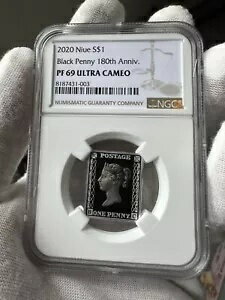 2020 Niue S$1
Black Penny 180th Anniv.
PF 69 ULTRA CAMEO
8187431-003
NUMISMATIC GUARANTY COMPANY
NGC
POSTAGE
ONE PENNY